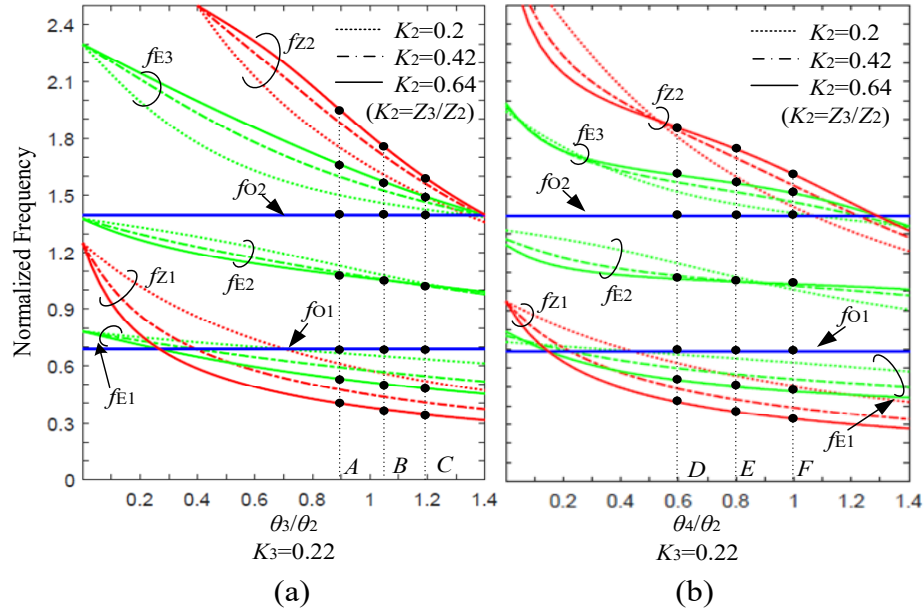 (a)
2.5
2.1
1.8
1.5
1.2
0.9
0.6
0.3
0
0.2
0.4
0.6
0.8
1
1.2
1.4
Normalized Frequency
θ3/θ2
K3=0.22
K2=0.2
K2=0.42
K2=0.64
(K2=Z3/Z2)
fE3
fZ2
fO2
fE2
fZ1
fO1
fE1
A
B
C
(a)
(b)
K2=0.2
K2=0.42
K2=0.64
(K2=Z3/Z2)
fZ2
fE3
fO2
fE2
fZ1
fO1
fE1
D
E
F
0.2
0.4
0.6
0.8
1
1.2
1.4
θ4/θ2
K3=0.22
(b)